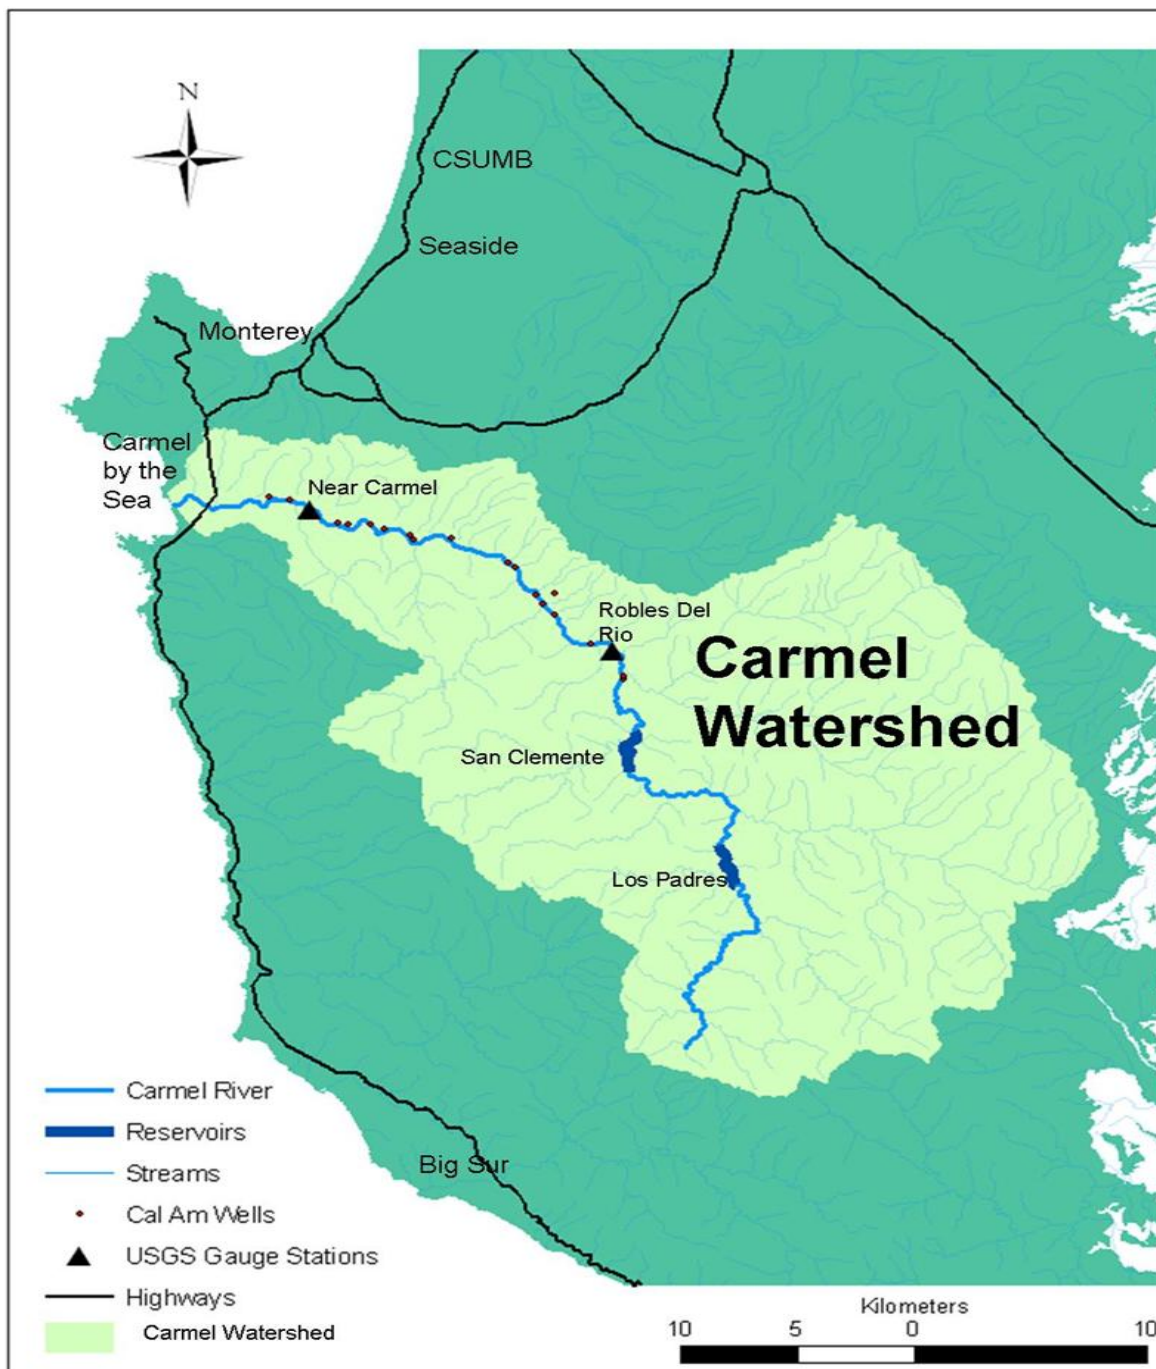 N
CSUMB
Seaside
Monterey
Carmel
by the
Sea
Near Carmel
Robles Del
Rio
Carmel
Watershed
San Clemente
Los Padres
Big Sur
Carmel River
Reservoirs
Streams
Cal Am Wells
USGS Gauge Stations
Highways
Carmel Watershed
Kilometers
10 5 0 10